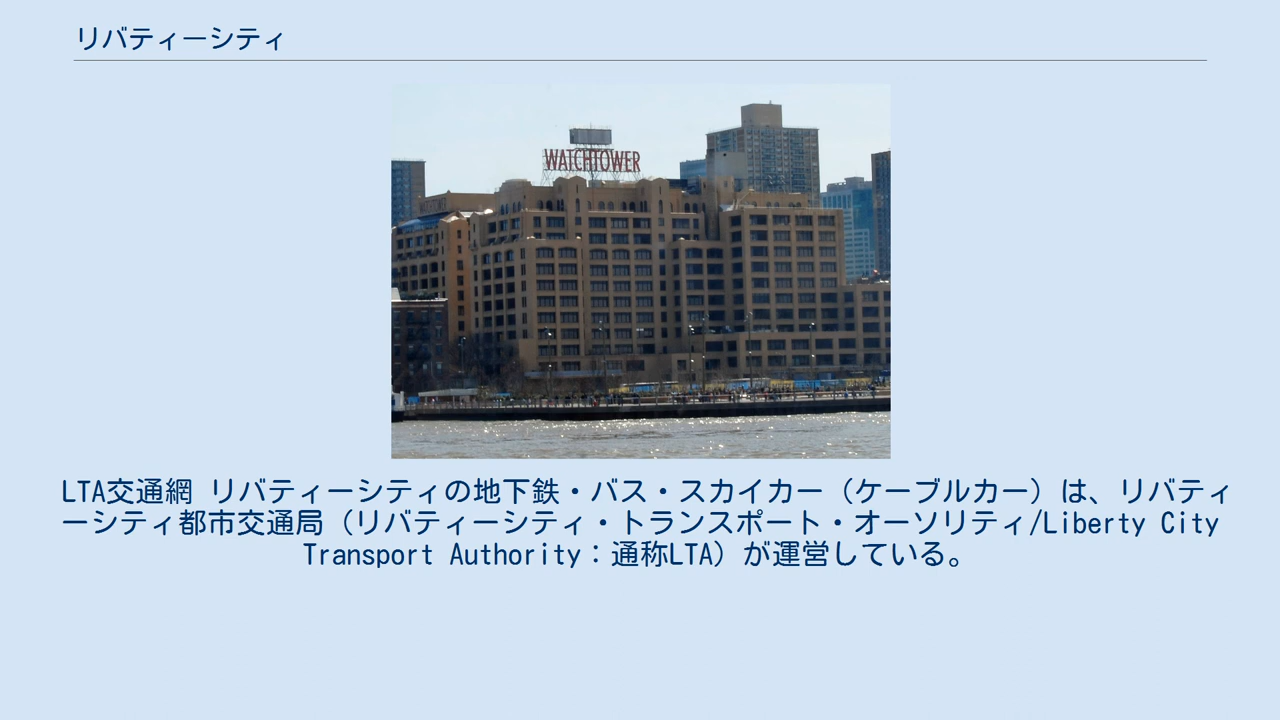 リバティーシティ
WATCHTOWER
LTA交通網 リバティーシティの地下鉄・バス・スカイカー（ケーブルカー）は、リバティ
ーシティ都市交通局（リバティーシティ・トランスポート・オーソリティ/Liberty City
Transport Authority：通称LTA）が運営している。